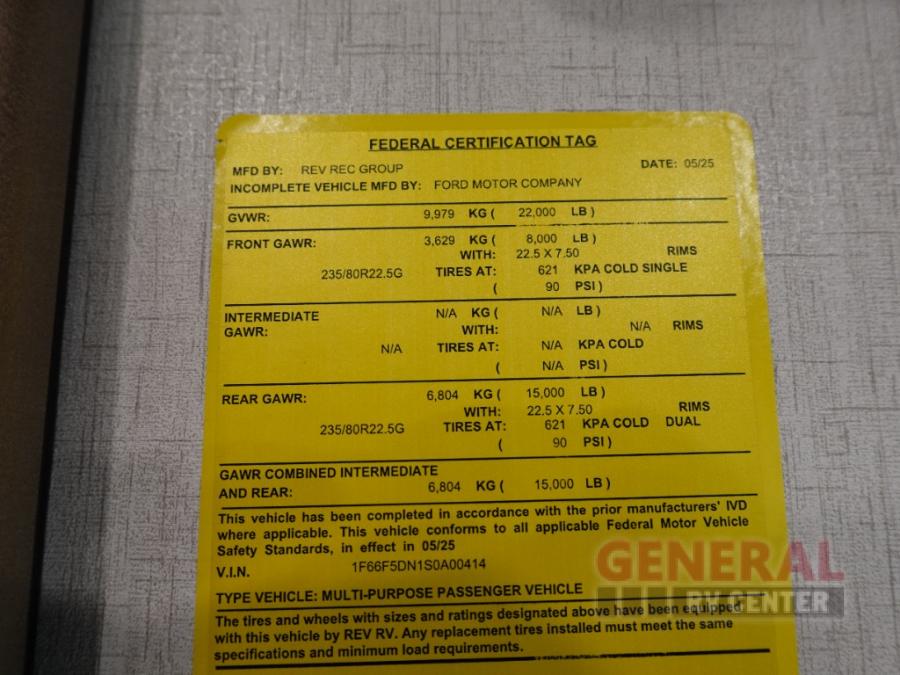 FEDERAL CERTIFICATION TAG
MFD BY: REV REC GROUP DATE: 05/25
INCOMPLETE VEHICLE MFD BY: FORD MOTOR COMPANY
GVWR: 9,979 KG ( 22,000 LB )
FRONT GAWR: 3,629 KG ( 8,000 LB )
WITH: 22.5 X 7.50 RIMS
235/80R22.5G TIRES AT: 621 KPA COLD SINGLE
( 90 PSI )
INTERMEDIATE N/A KG ( N/A LB )
GAWR: WITH: N/A RIMS
N/A TIRES AT: N/A KPA COLD
( N/A PSI )
REAR GAWR: 6,804 KG ( 15,000 LB )
WITH: 22.5 X 7.50 RIMS
235/80R22.5G TIRES AT: 621 KPA COLD DUAL
( 90 PSI )
GAWR COMBINED INTERMEDIATE
AND REAR: 6,804 KG ( 15,000 LB )
This vehicle has been completed in accordance with the prior manufacturers' IVD
where applicable. This vehicle conforms to all applicable Federal Motor Vehicle
Safety Standards, in effect in 05/25
V.I.N. 1F66F5DN1S0A00414
TYPE VEHICLE: MULTI-PURPOSE PASSENGER VEHICLE
The tires and wheels with sizes and ratings designated above have been equipped
with this vehicle by REV RV. Any replacement tires installed must meet the same
specifications and minimum load requirements.
GENERAL
RV CENTER